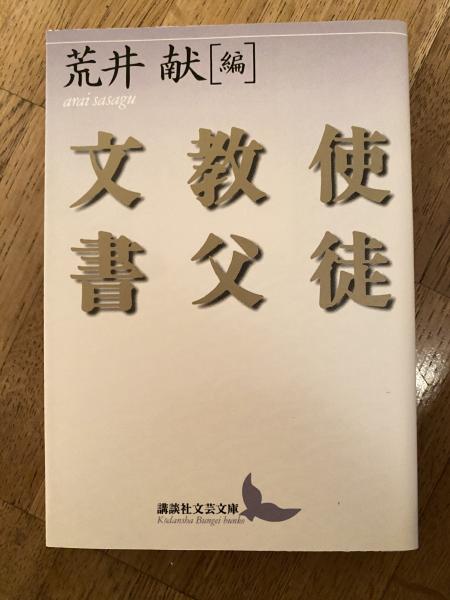 荒井 献[編]
arai sasagu
使徒
教父
文書
講談社文芸文庫
Kodansha Bungei bunko